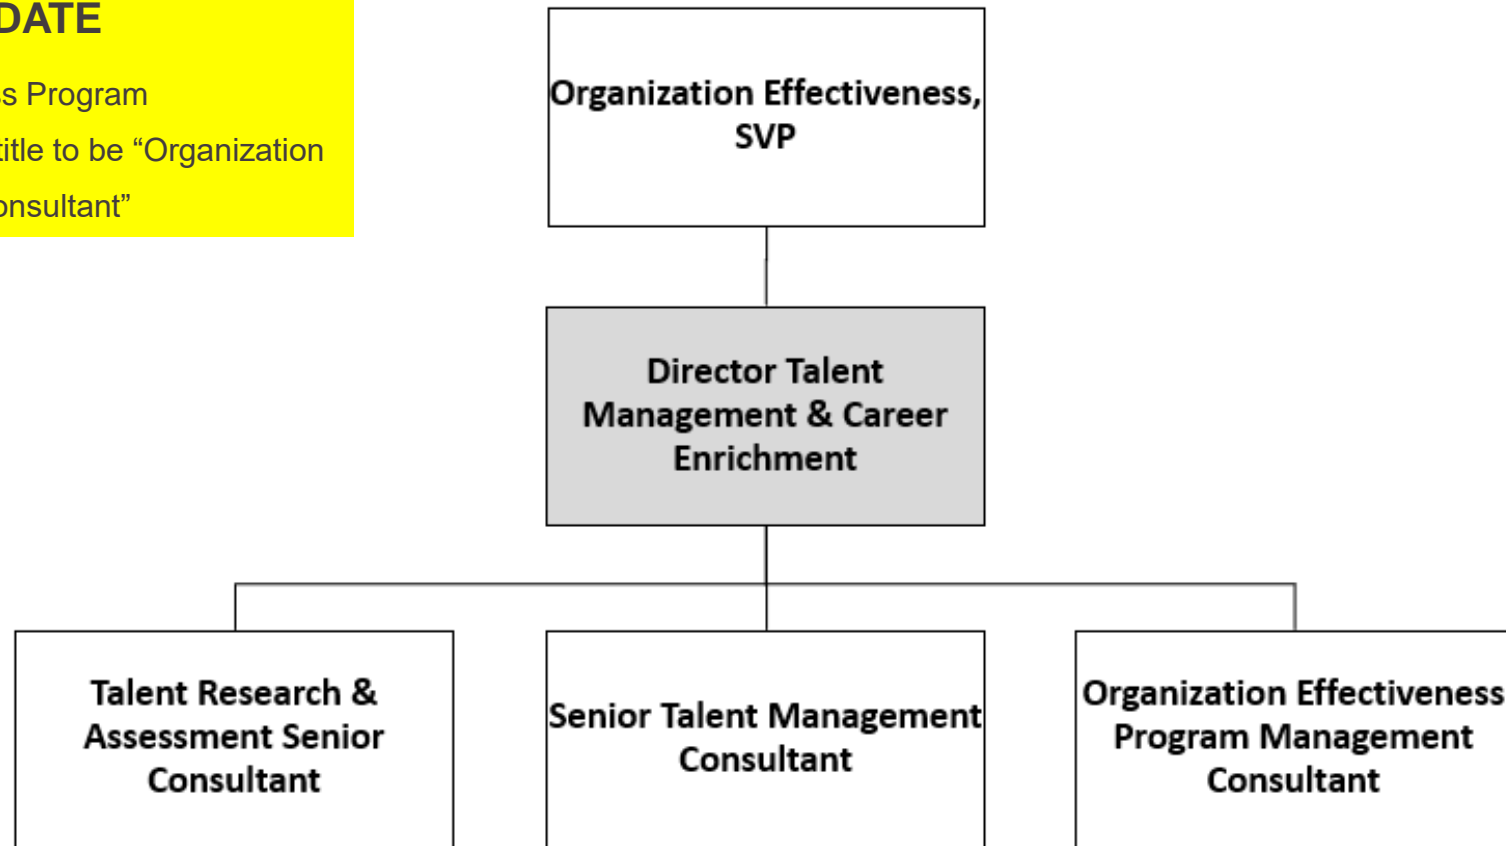 DATE
ss Program
title to be “Organization
onsultant”
Organization Effectiveness,
SVP
Director Talent
Management & Career
Enrichment
Talent Research &
Assessment Senior
Consultant
Senior Talent Management
Consultant
Organization Effectiveness
Program Management
Consultant